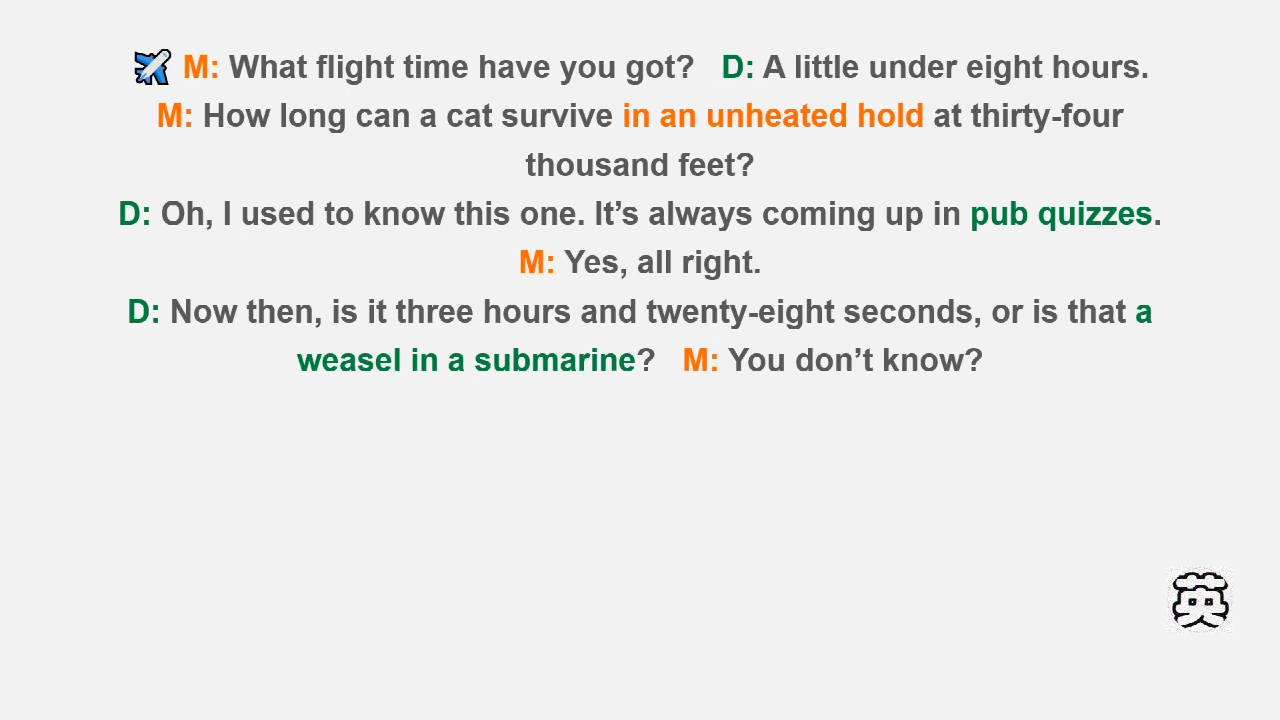 M: What flight time have you got? D: A little under eight hours.
M: How long can a cat survive in an unheated hold at thirty-four
thousand feet?
D: Oh, I used to know this one. It’s always coming up in pub quizzes.
M: Yes, all right.
D: Now then, is it three hours and twenty-eight seconds, or is that a
weasel in a submarine? M: You don’t know?
英